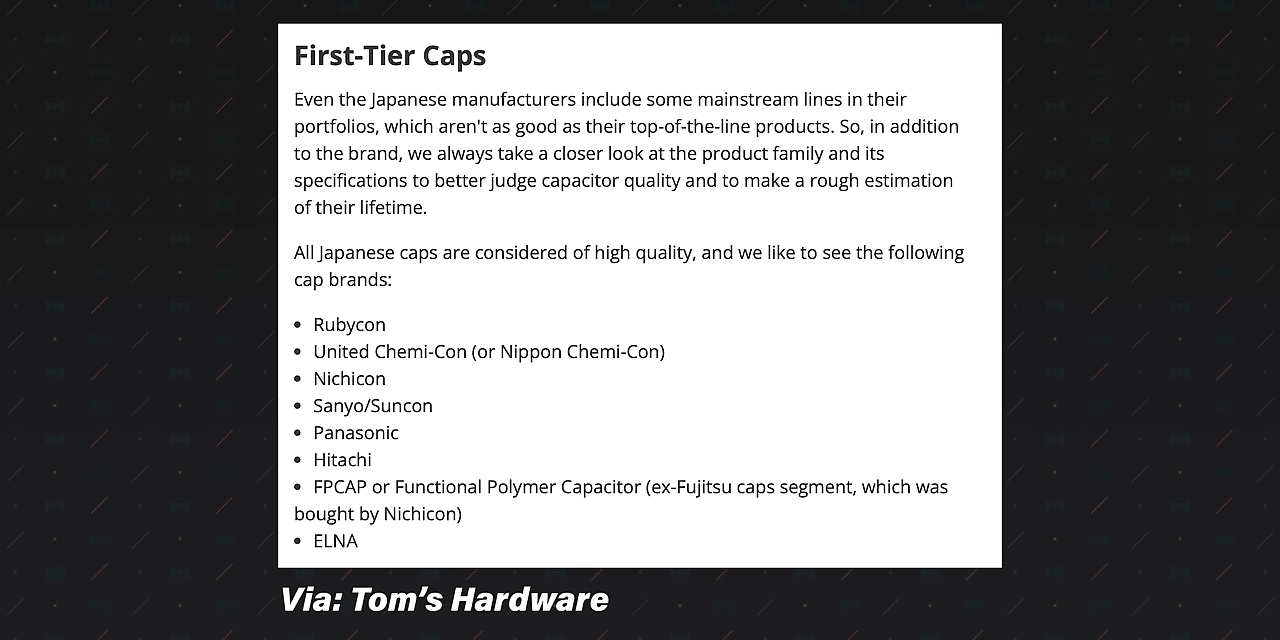 First-Tier Caps
Even the Japanese manufacturers include some mainstream lines in their
portfolios, which aren't as good as their top-of-the-line products. So, in addition
to the brand, we always take a closer look at the product family and its
specifications to better judge capacitor quality and to make a rough estimation
of their lifetime.
All Japanese caps are considered of high quality, and we like to see the following
cap brands:
• Rubycon
• United Chemi-Con (or Nippon Chemi-Con)
• Nichicon
• Sanyo/Suncon
• Panasonic
• Hitachi
• FPCAP or Functional Polymer Capacitor (ex-Fujitsu caps segment, which was
bought by Nichicon)
• ELNA
Via: Tom’s Hardware